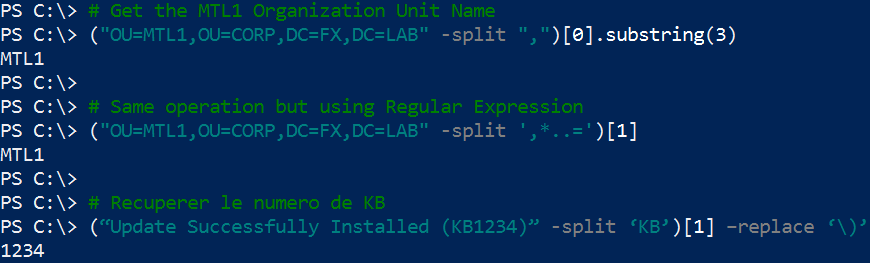 PS C:\> # Get the MTL1 Organization Unit Name
PS C:\> ("OU=MTL1,OU=CORP,DC=FX,DC=LAB" -split ",")[0].substring(3)
MTL1
PS C:\>
PS C:\> # Same operation but using Regular Expression
PS C:\> ("OU=MTL1,OU=CORP,DC=FX,DC=LAB" -split ',*..=')[1]
MTL1
PS C:\>
PS C:\> # Recuperer le numero de KB
PS C:\> (“Update Successfully Installed (KB1234)” -split ‘KB’)[1] –replace ‘\)’
1234